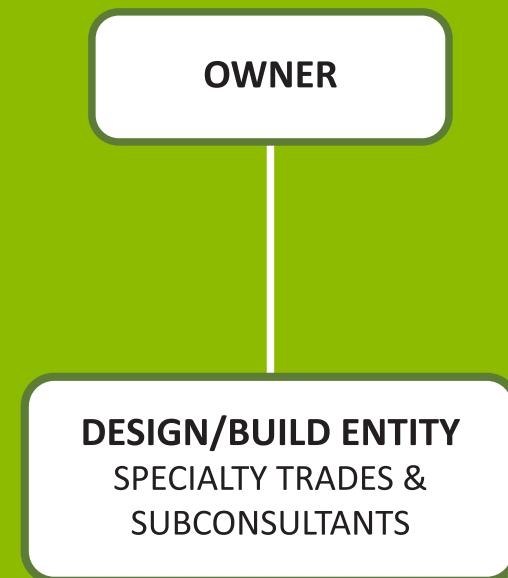 OWNER
DESIGN/BUILD ENTITY
SPECIALTY TRADES &
SUBCONSULTANTS